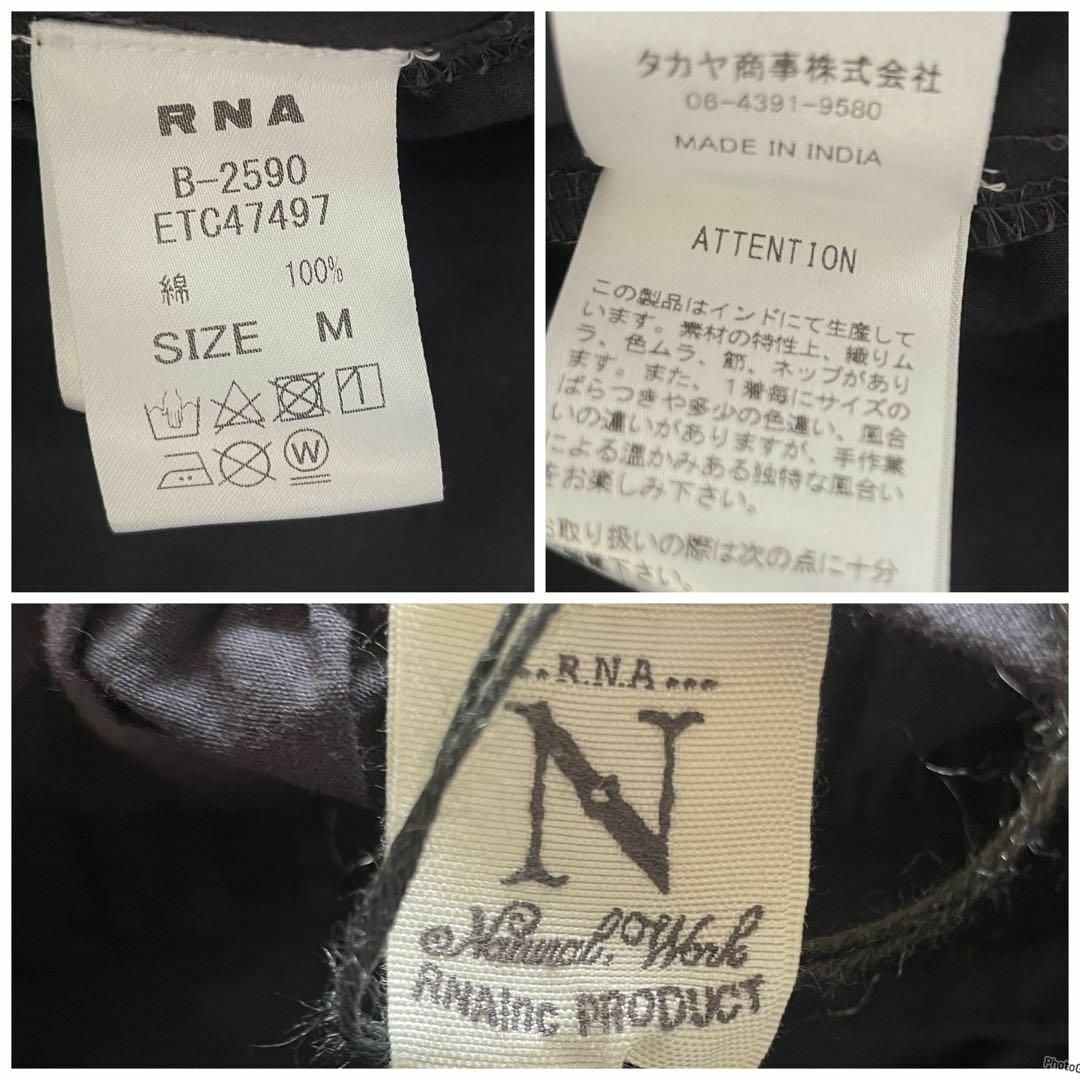 RNA
B-2590
ETC47497
綿 100%
SIZE M
W
タカヤ商事株式会社
06-4391-9580
MADE IN INDIA
ATTENTION
この製品はインドにて生産して
います。素材の特性上、織りム
ラ、色ムラ、節、ネップがあり
ます。また、1着毎にサイズの
ばらつきや多少の色違い、風合
いの違いがありますが、手作業
による温かみある独特な風合い
をお楽しみ下さい。
お取り扱いの際は次の点に十分
下さい。
R.N.A
N
Natural. Work
RNAinc PRODUCT